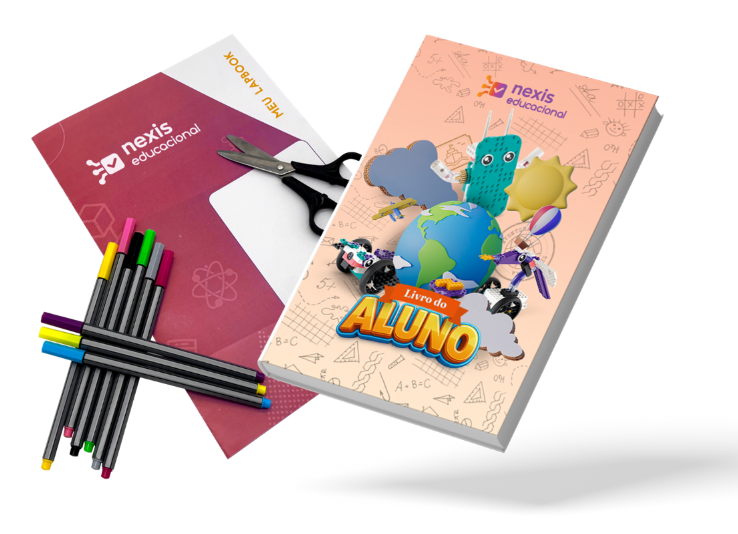 MEU LAPBOOK
nexis
educacional
nexis
educacional
Livro do
ALUNO
A+B=C